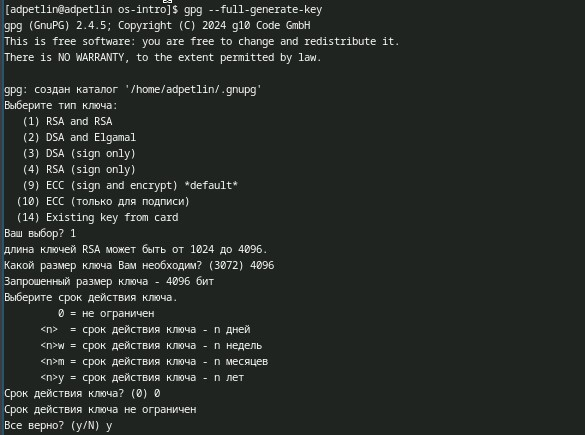 [adpetlin@adpetlin os-intro]$ gpg --full-generate-key
gpg (GnuPG) 2.4.5; Copyright (C) 2024 g10 Code GmbH
This is free software: you are free to change and redistribute it.
There is NO WARRANTY, to the extent permitted by law.

gpg: создан каталог '/home/adpetlin/.gnupg'
Выберите тип ключа:
   (1) RSA and RSA
   (2) DSA and Elgamal
   (3) DSA (sign only)
   (4) RSA (sign only)
   (9) ECC (sign and encrypt) *default*
  (10) ECC (только для подписи)
  (14) Existing key from card
Ваш выбор? 1
длина ключей RSA может быть от 1024 до 4096.
Какой размер ключа Вам необходим? (3072) 4096
Запрошенный размер ключа - 4096 бит
Выберите срок действия ключа.
         0 = не ограничен
      <n>  = срок действия ключа - n дней
      <n>w = срок действия ключа - n недель
      <n>m = срок действия ключа - n месяцев
      <n>y = срок действия ключа - n лет
Срок действия ключа? (0) 0
Срок действия ключа не ограничен
Все верно? (y/N) y